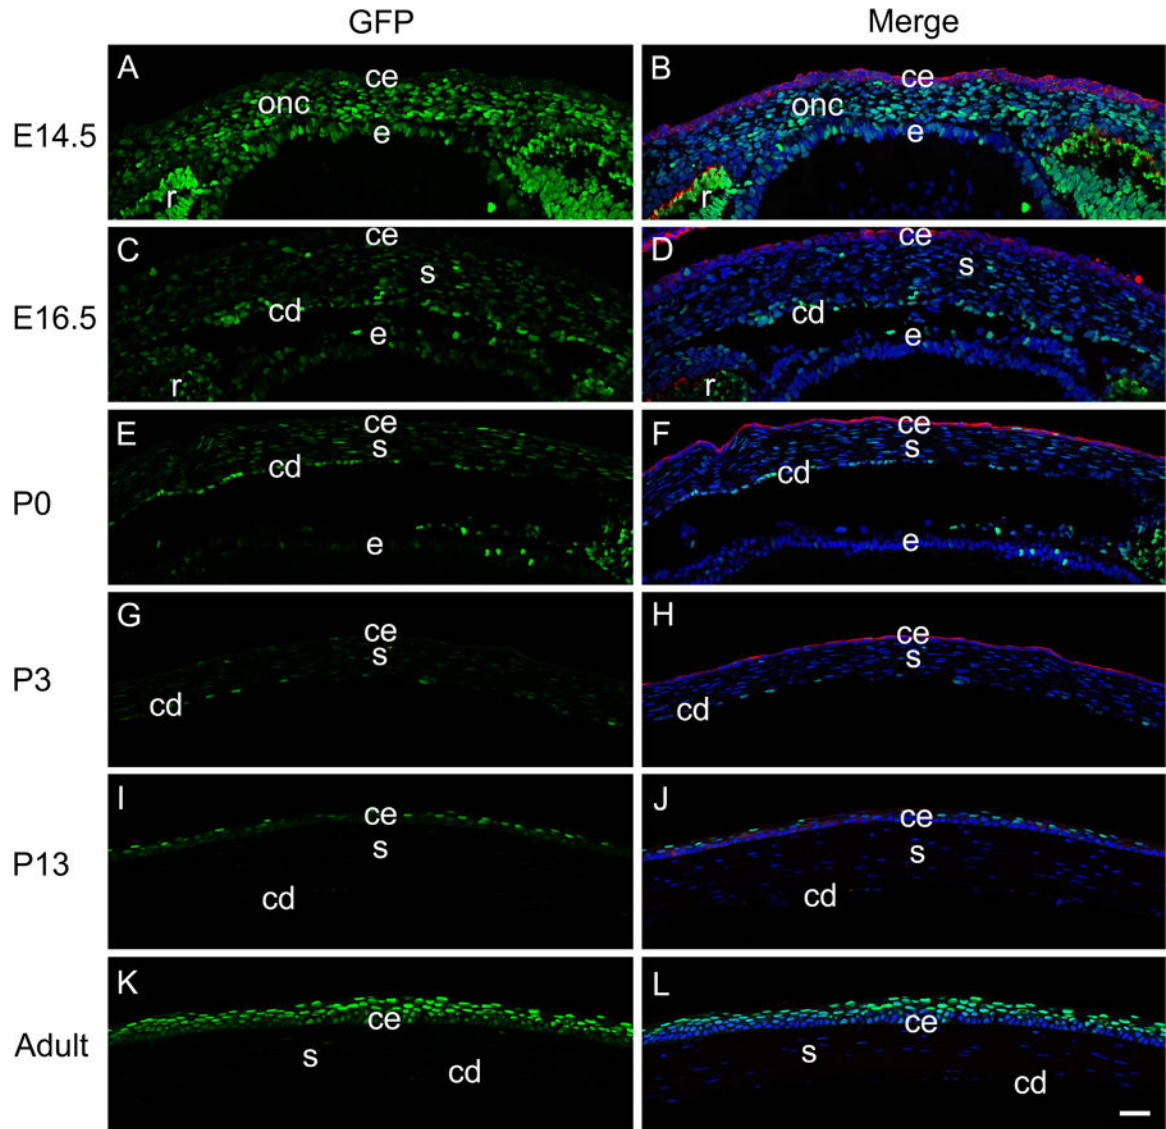 GFP Merge
A ce onc e r
B ce onc e r
E14.5
C ce s cd e r
D ce s cd e r
E16.5
E ce s cd e
F ce s cd e
P0
G ce s cd
H ce s cd
P3
I ce s cd
J ce s cd
P13
K ce s cd
L ce s cd
Adult